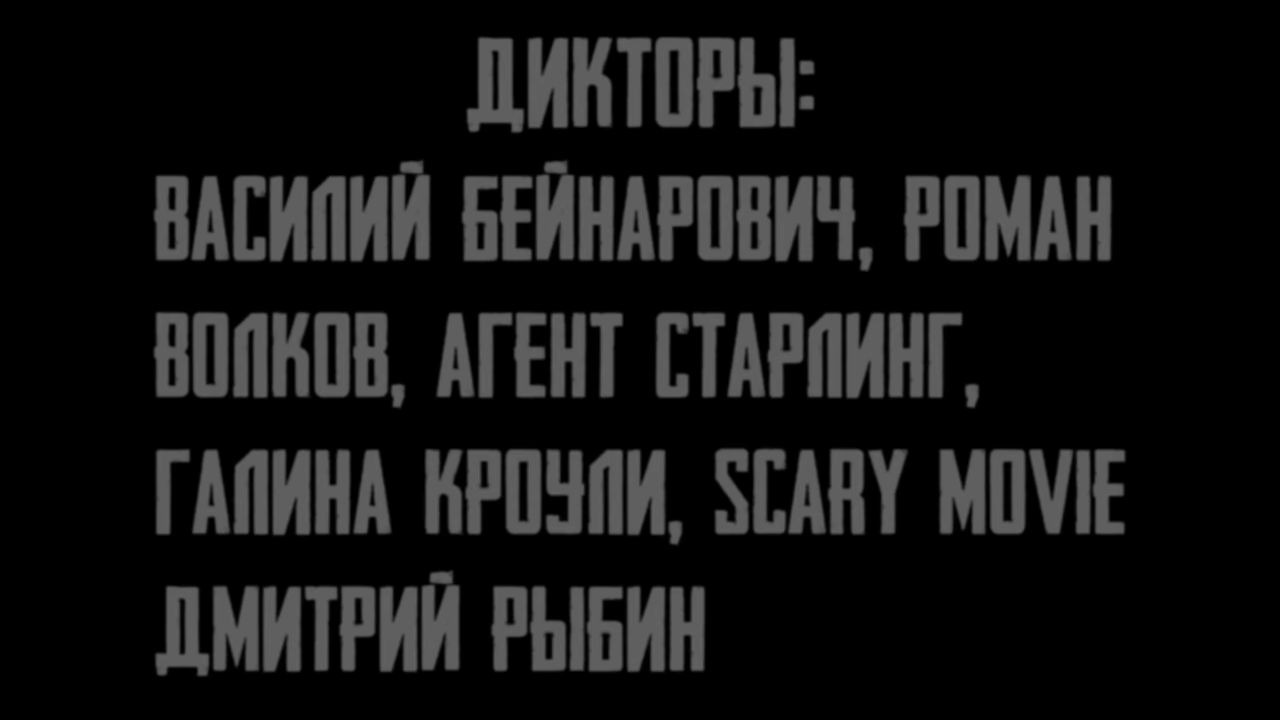 ДИКТОРЫ:
ВАСИЛИЙ БЕЙНАРОВИЧ, РОМАН
ВОЛКОВ, АГЕНТ СТАРЛИНГ,
ГАЛИНА КРОУЛИ, SCARY MOVIE
ДМИТРИЙ РЫБИН